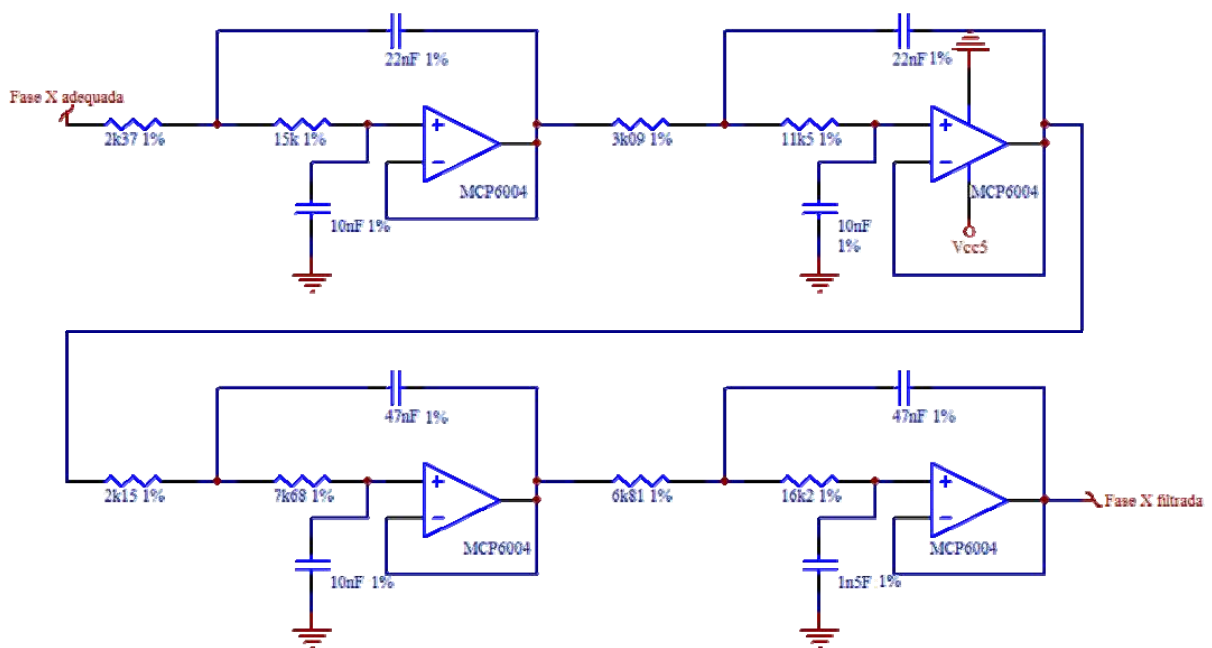 22nF 1%
22nF 1%
Fase X adequada
2k37 1%
15k 1%
3k09 1%
11k5 1%
MCP6004
MCP6004
10nF 1%
10nF
1%
Vcc5
47nF 1%
47nF 1%
2k15 1%
7k68 1%
6k81 1%
16k2 1%
Fase X filtrada
MCP6004
MCP6004
10nF 1%
1n5F 1%